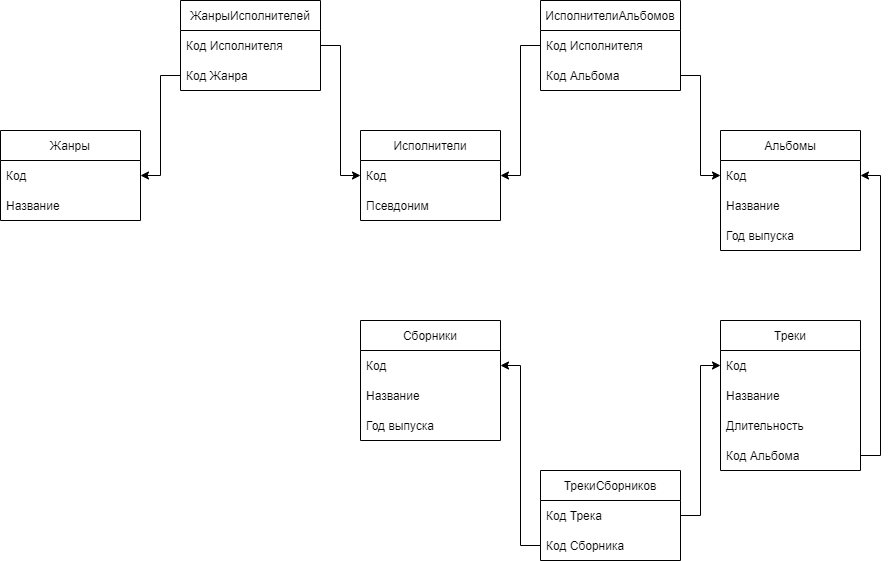 ЖанрыИсполнителей
Код Исполнителя
Код Жанра
ИсполнителиАльбомов
Код Исполнителя
Код Альбома
Жанры
Код
Название
Исполнители
Код
Псевдоним
Альбомы
Код
Название
Год выпуска
Сборники
Код
Название
Год выпуска
Треки
Код
Название
Длительность
Код Альбома
ТрекиСборников
Код Трека
Код Сборника